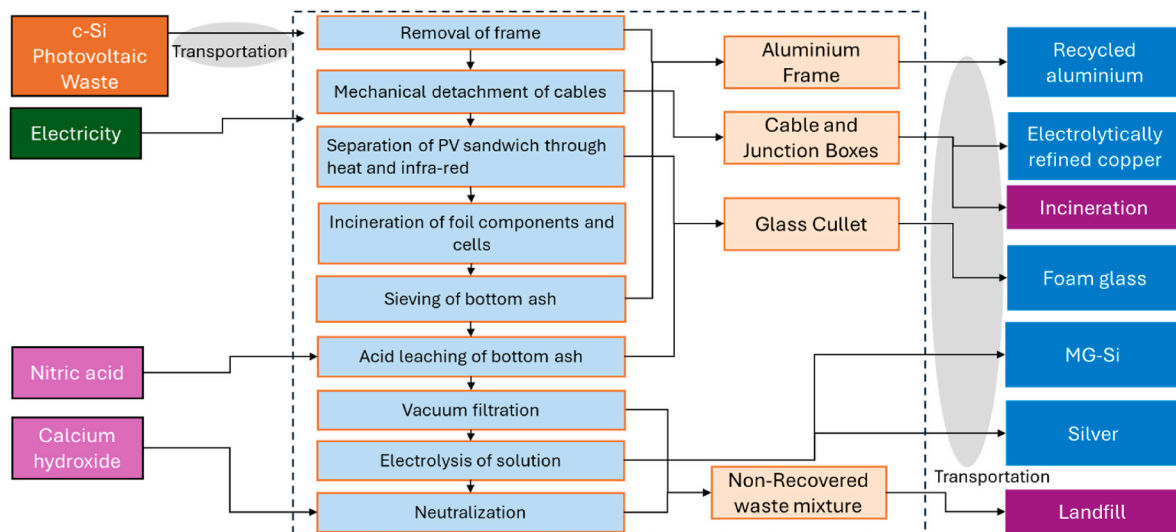 c-Si
Photovoltaic
Waste
Transportation
Electricity
Nitric acid
Calcium
hydroxide
Removal of frame
Mechanical detachment of cables
Separation of PV sandwich through
heat and infra-red
Incineration of foil components and
cells
Sieving of bottom ash
Acid leaching of bottom ash
Vacuum filtration
Electrolysis of solution
Neutralization
Aluminium
Frame
Cable and
Junction Boxes
Glass Cullet
Non-Recovered
waste mixture
Transportation
Recycled
aluminium
Electrolytically
refined copper
Incineration
Foam glass
MG-Si
Silver
Landfill